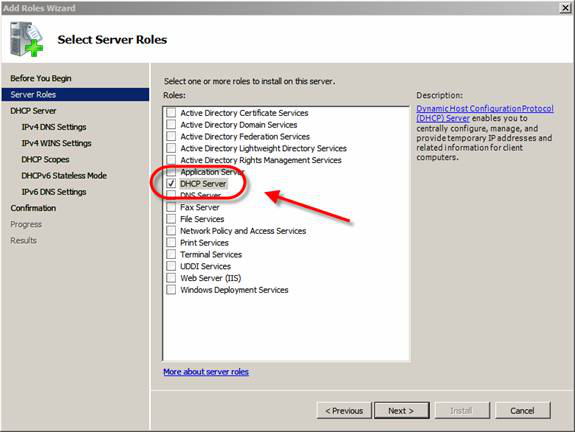 Add Roles Wizard
Select Server Roles
Before You Begin
Server Roles
DHCP Server
IPv4 DNS Settings
IPv4 WINS Settings
DHCP Scopes
DHCPv6 Stateless Mode
IPv6 DNS Settings
Confirmation
Progress
Results
Select one or more roles to install on this server.
Roles:
Active Directory Certificate Services
Active Directory Domain Services
Active Directory Federation Services
Active Directory Lightweight Directory Services
Active Directory Rights Management Services
Application Server
DHCP Server
DNS Server
Fax Server
File Services
Network Policy and Access Services
Print Services
Terminal Services
UDDI Services
Web Server (IIS)
Windows Deployment Services
More about server roles
Description:
Dynamic Host Configuration Protocol
(DHCP) Server enables you to
centrally configure, manage, and
provide temporary IP addresses and
related information for client
computers.
< Previous
Next >
Install
Cancel